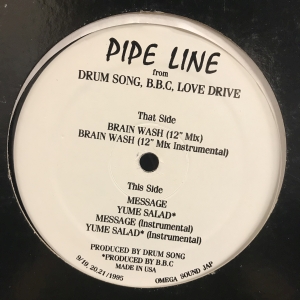 PIPE LINE
from
DRUM SONG, B.B.C, LOVE DRIVE
That Side
BRAIN WASH (12" Mix)
BRAIN WASH (12" Mix Instrumental)
This Side
MESSAGE
YUME SALAD*
MESSAGE (Instrumental)
YUME SALAD* (Instrumental)
PRODUCED BY DRUM SONG
*PRODUCED BY B.B.C
MADE IN USA
9/19, 20.21/1995
OMEGA SOUND JAP